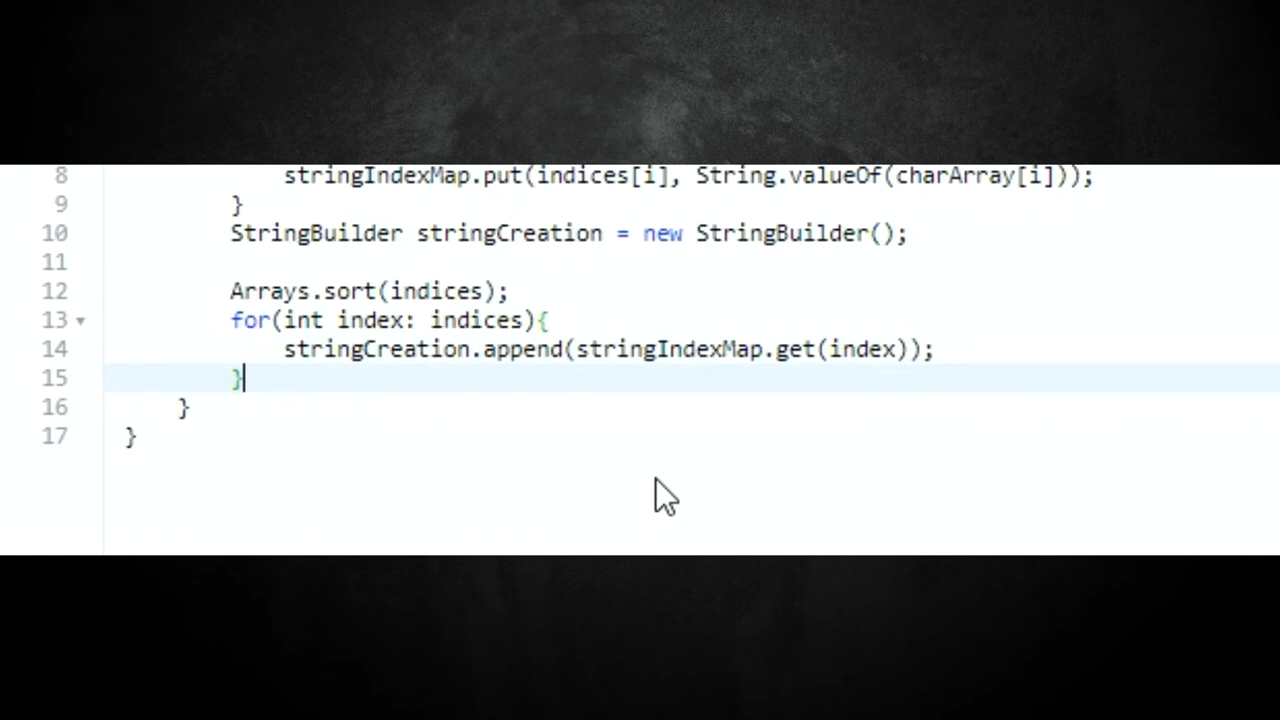 8 stringIndexMap.put(indices[i], String.valueOf(charArray[i]));
9 }
10 StringBuilder stringCreation = new StringBuilder();
11
12 Arrays.sort(indices);
13 for(int index: indices){
14 stringCreation.append(stringIndexMap.get(index));
15 }
16 }
17 }